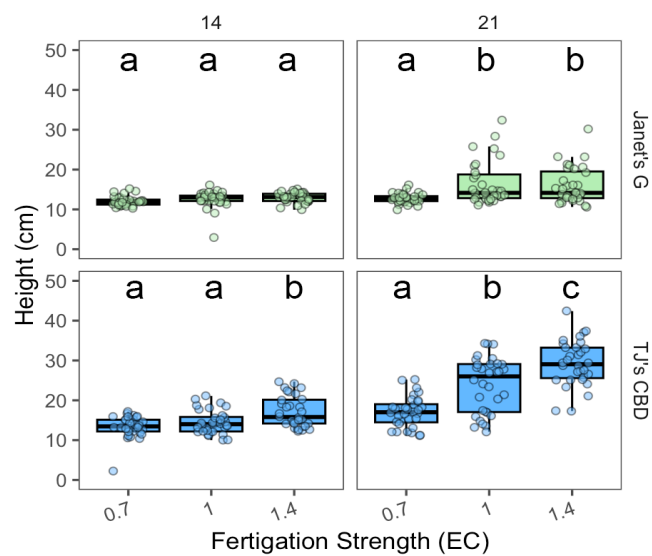 14 21
50 a a a a b b
40
30
20
10
0
Janet's G
50 a a b a b c
40
30
20
10
0
TJ's CBD
Height (cm)
0.7 1 1.4 0.7 1 1.4
Fertigation Strength (EC)